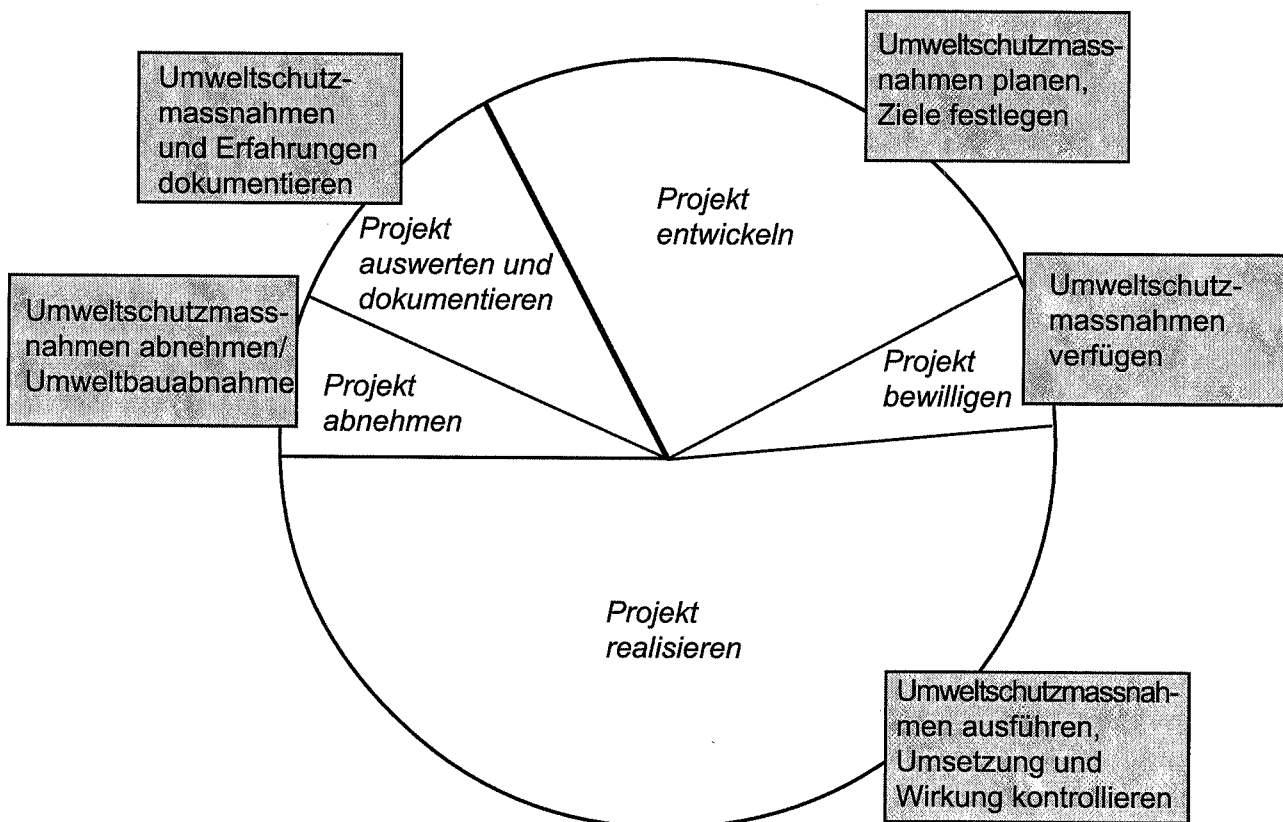 Umweltschutz-
massnahmen
und Erfahrungen
dokumentieren
Umweltschutzmass-
nahmen planen,
Ziele festlegen
Projekt
entwickeln
Projekt
auswerten und
dokumentieren
Umweltschutz-
massnahmen
verfügen
Umweltschutzmass-
nahmen abnehmen/
Umweltbauabnahme
Projekt
bewilligen
Projekt
abnehmen
Projekt
realisieren
Umweltschutzmassnah-
men ausführen,
Umsetzung und
Wirkung kontrollieren